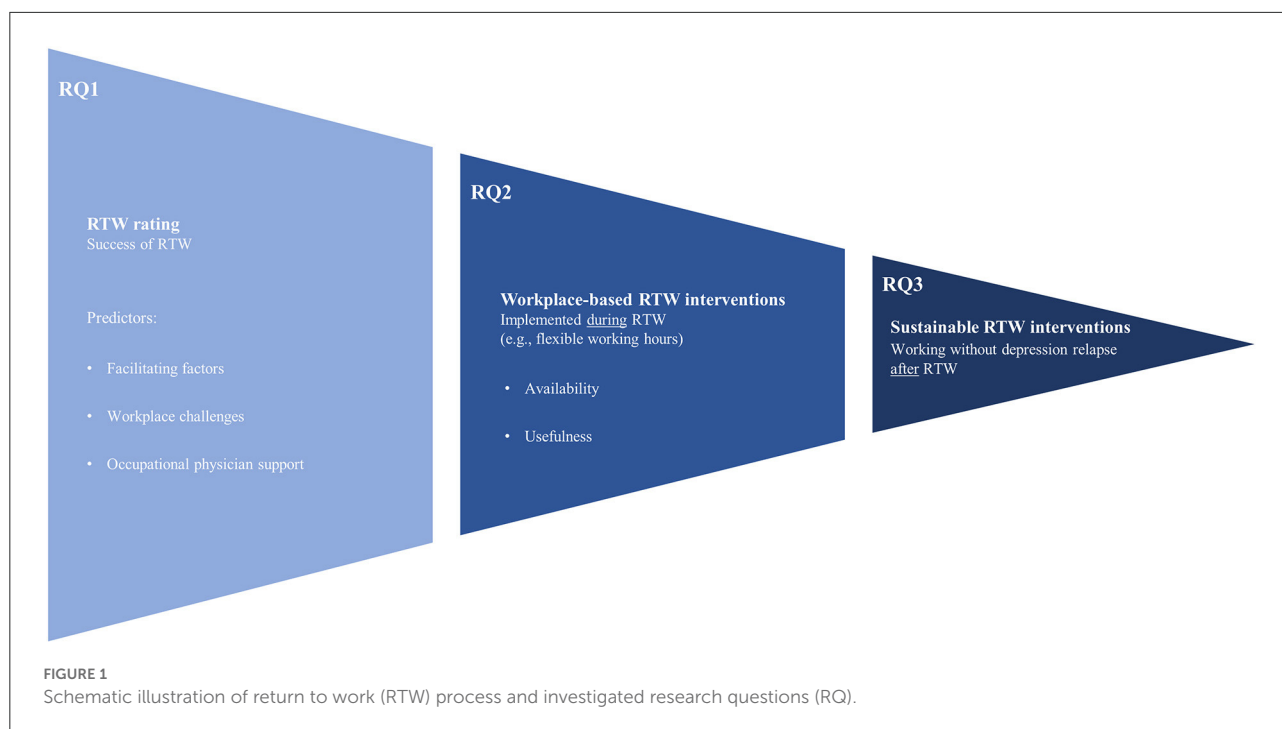 RQ1
RTW rating
Success of RTW
Predictors:
• Facilitating factors
• Workplace challenges
• Occupational physician support
RQ2
Workplace-based RTW interventions
Implemented during RTW
(e.g., flexible working hours)
• Availability
• Usefulness
RQ3
Sustainable RTW interventions
Working without depression relapse
after RTW
FIGURE 1
Schematic illustration of return to work (RTW) process and investigated research questions (RQ).